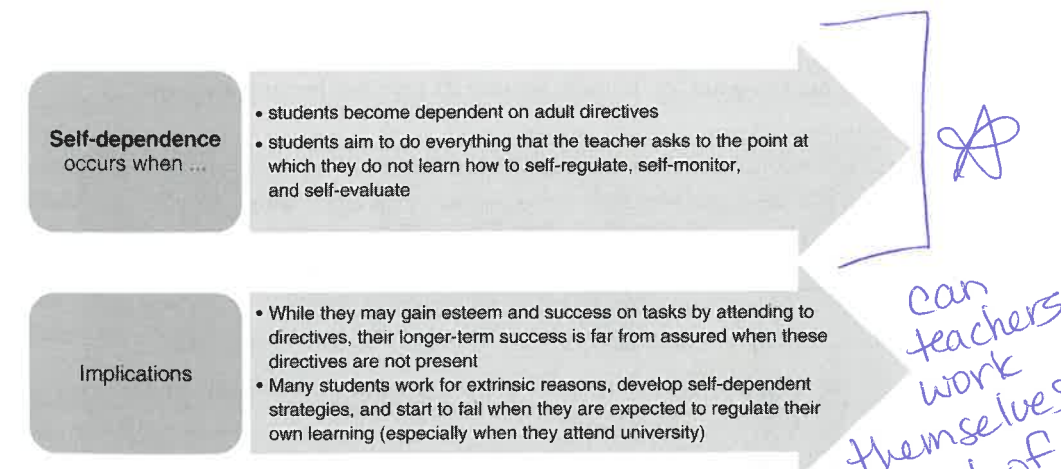 Self-dependence
occurs when ...
• students become dependent on adult directives
• students aim to do everything that the teacher asks to the point at
which they do not learn how to self-regulate, self-monitor,
and self-evaluate
Implications
• While they may gain esteem and success on tasks by attending to
directives, their longer-term success is far from assured when these
directives are not present
• Many students work for extrinsic reasons, develop self-dependent
strategies, and start to fail when they are expected to regulate their
own learning (especially when they attend university)
can
teachers
work
themselves
of